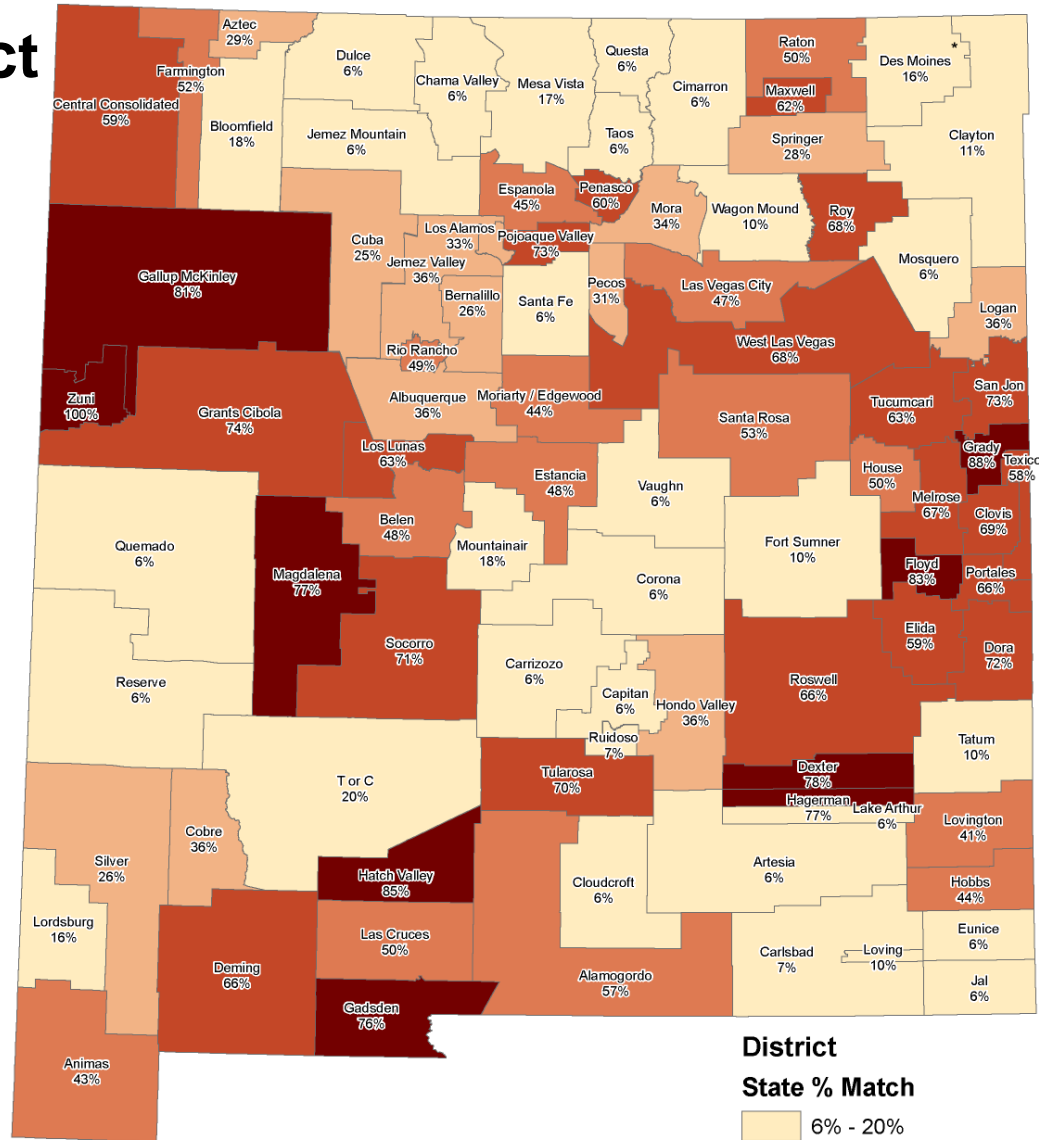 ct
Aztec
29%
Dulce
6%
Chama Valley
6%
Mesa Vista
17%
Questa
6%
Cimarron
6%
Raton
50%
Des Moines
16%
*
Farmington
52%
Central Consolidated
59%
Bloomfield
18%
Jemez Mountain
6%
Taos
6%
Maxwell
62%
Springer
28%
Clayton
11%
Espanola
45%
Penasco
60%
Mora
34%
Wagon Mound
10%
Roy
68%
Cuba
25%
Los Alamos
33%
Pojoaque Valley
73%
Jemez Valley
36%
Gallup McKinley
81%
Bernalillo
26%
Santa Fe
6%
Pecos
31%
Las Vegas City
47%
Mosquero
6%
Logan
36%
Rio Rancho
49%
West Las Vegas
68%
Zuni
100%
Grants Cibola
74%
Albuquerque
36%
Moriarty / Edgewood
44%
Santa Rosa
53%
Tucumcari
63%
San Jon
73%
Los Lunas
63%
Estancia
48%
Vaughn
6%
House
50%
Grady
88%
Texico
58%
Melrose
67%
Clovis
69%
Quemado
6%
Belen
48%
Mountainair
18%
Fort Sumner
10%
Magdalena
77%
Corona
6%
Floyd
83%
Portales
66%
Socorro
71%
Elida
59%
Dora
72%
Reserve
6%
Carrizozo
6%
Capitan
6%
Hondo Valley
36%
Roswell
66%
Ruidoso
7%
Tatum
10%
T or C
20%
Tularosa
70%
Dexter
78%
Hagerman
77%
Lake Arthur
6%
Lovington
41%
Cobre
36%
Silver
26%
Hatch Valley
85%
Cloudcroft
6%
Artesia
6%
Hobbs
44%
Lordsburg
16%
Las Cruces
50%
Carlsbad
7%
Loving
10%
Eunice
6%
Deming
66%
Alamogordo
57%
Jal
6%
Gadsden
76%
Animas
43%
District
State % Match
6% - 20%